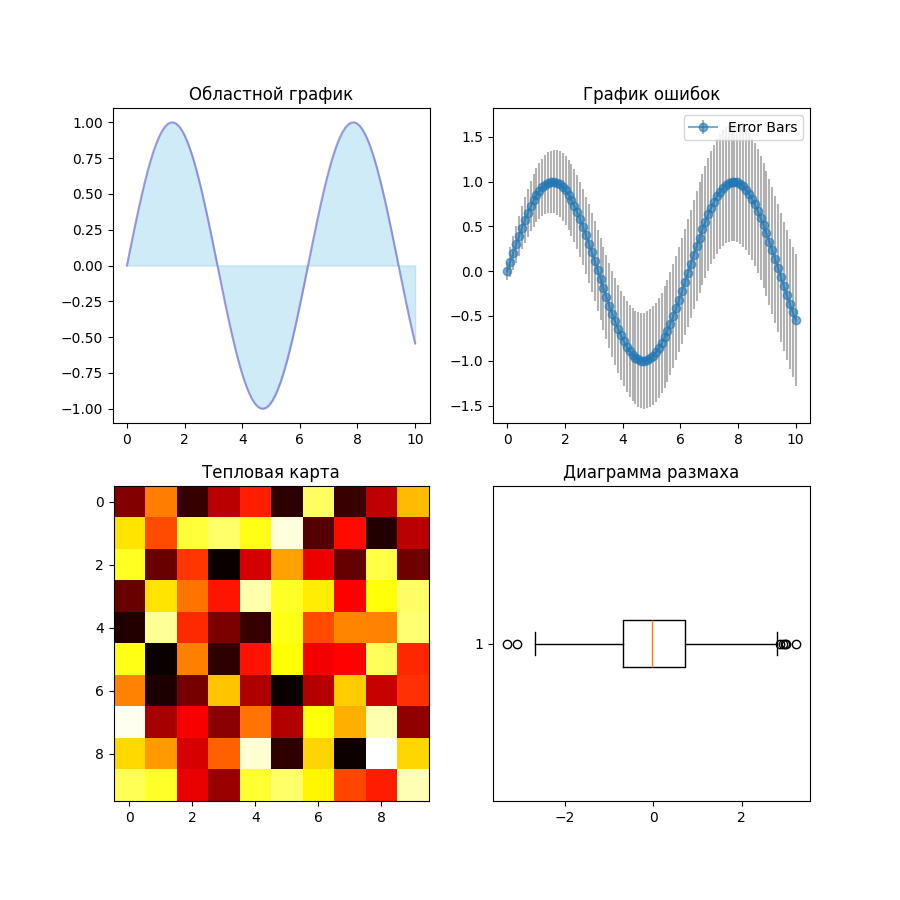 Областной график
1.00
0.75
0.50
0.25
0.00
−0.25
−0.50
−0.75
−1.00
0 2 4 6 8 10
График ошибок
Error Bars
1.5
1.0
0.5
0.0
−0.5
−1.0
−1.5
0 2 4 6 8 10
Тепловая карта
0
2
4
6
8
0 2 4 6 8
Диаграмма размаха
1
−2 0 2